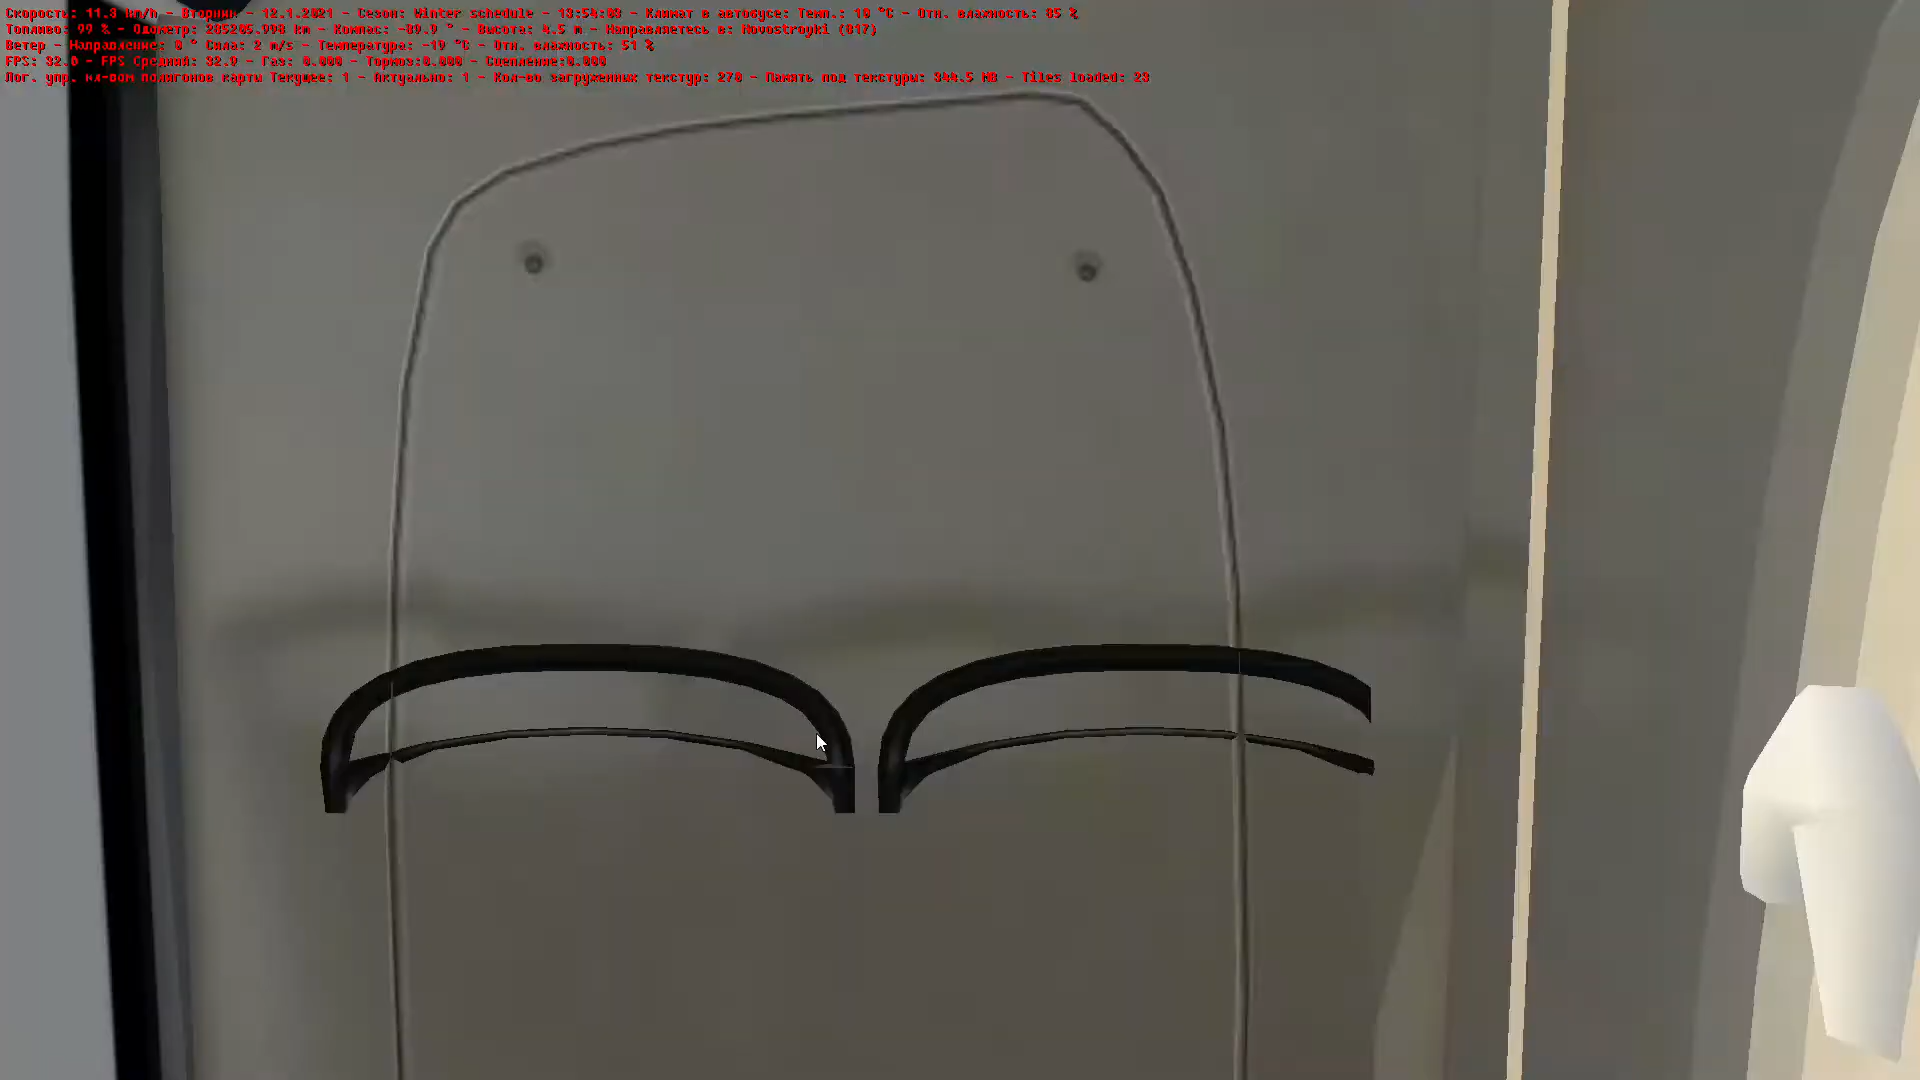 Скорость: 11.3 km/h - Вторник - 12.1.2021 - Сезон: Winter schedule - 13:54:09 - Климат в автобусе: Темп.: 10 °C - Отн. влажность: 85 %
Топливо: 99 % - Одометр: 285205.998 km - Компас: -89.9 ° - Высота: 4.5 m - Направляетесь в: Novostroyki (817)
Ветер - Направление: 0 ° Сила: 2 m/s - Температура: -19 °C - Отн. влажность: 51 %
FPS: 32.0 - FPS Средний: 32.9 - Газ: 0.000 - Тормоз:0.000 - Сцепление:0.000
Лог. упр. кл-вом полигонов карты Текущее: 1 - Актуально: 1 - Кол-во загруженных текстур: 270 - Память под текстуры: 344.5 MB - Tiles loaded: 23